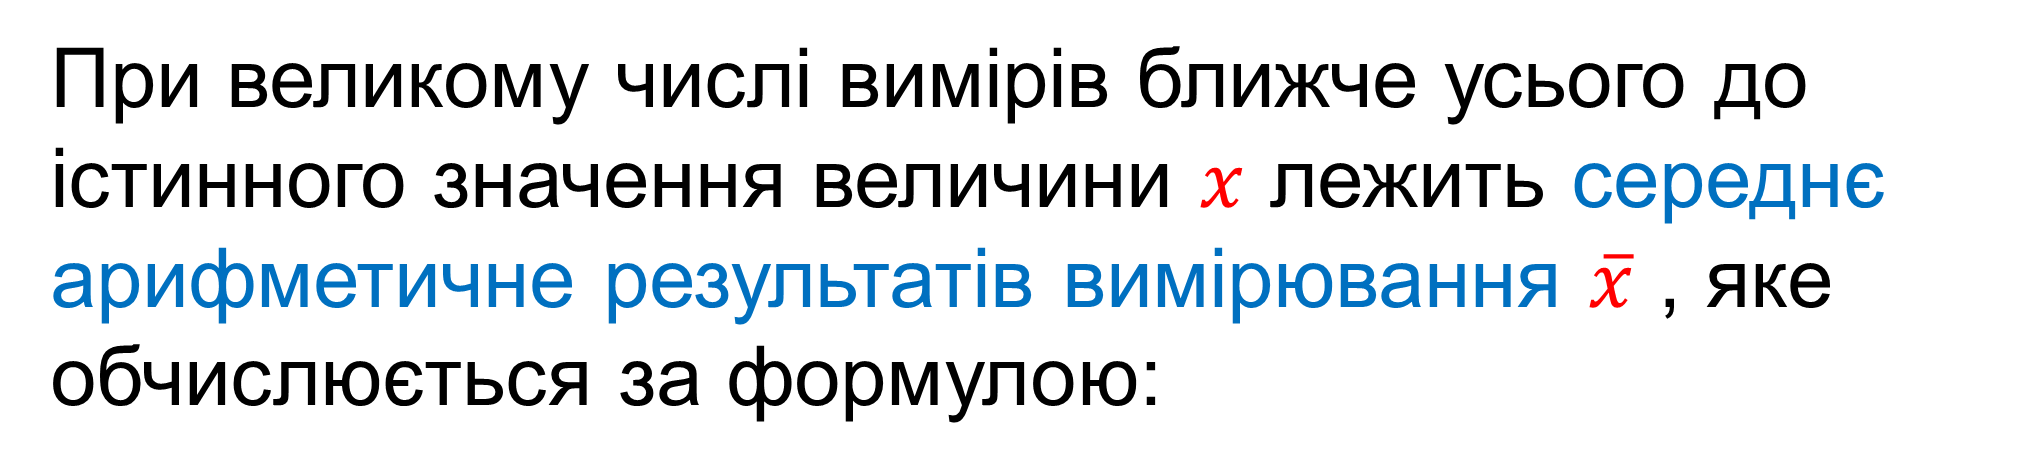 При великому числі вимірів ближче усього до
істинного значення величини x лежить середнє
арифметичне результатів вимірювання x̄ , яке
обчислюється за формулою: